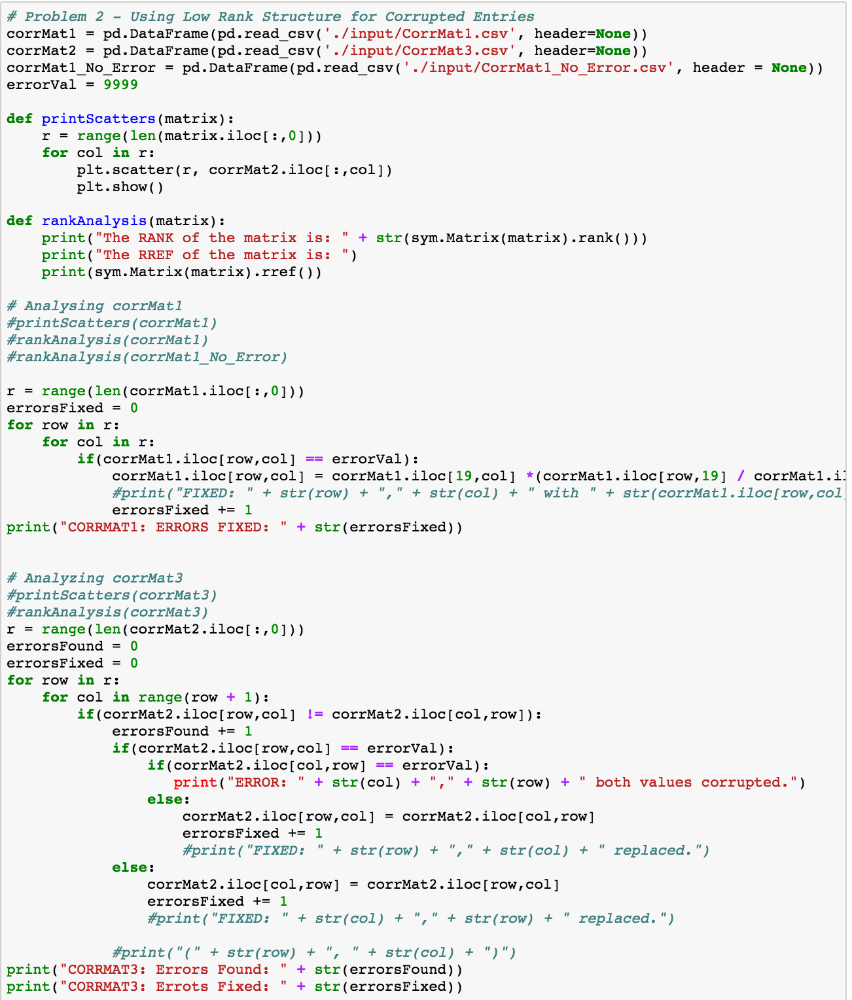 # Problem 2 - Using Low Rank Structure for Corrupted Entries
corrMat1 = pd.DataFrame(pd.read_csv('./input/CorrMat1.csv', header=None))
corrMat2 = pd.DataFrame(pd.read_csv('./input/CorrMat3.csv', header=None))
corrMat1_No_Error = pd.DataFrame(pd.read_csv('./input/CorrMat1_No_Error.csv', header = None))
errorVal = 9999

def printScatters(matrix):
    r = range(len(matrix.iloc[:,0]))
    for col in r:
        plt.scatter(r, corrMat2.iloc[:,col])
        plt.show()

def rankAnalysis(matrix):
    print("The RANK of the matrix is: " + str(sym.Matrix(matrix).rank()))
    print("The RREF of the matrix is: ")
    print(sym.Matrix(matrix).rref())

# Analysing corrMat1
#printScatters(corrMat1)
#rankAnalysis(corrMat1)
#rankAnalysis(corrMat1_No_Error)

r = range(len(corrMat1.iloc[:,0]))
errorsFixed = 0
for row in r:
    for col in r:
        if(corrMat1.iloc[row,col] == errorVal):
            corrMat1.iloc[row,col] = corrMat1.iloc[19,col] *(corrMat1.iloc[row,19] / corrMat1.il
            #print("FIXED: " + str(row) + "," + str(col) + " with " + str(corrMat1.iloc[row,col
            errorsFixed += 1
print("CORRMAT1: ERRORS FIXED: " + str(errorsFixed))


# Analyzing corrMat3
#printScatters(corrMat3)
#rankAnalysis(corrMat3)
r = range(len(corrMat2.iloc[:,0]))
errorsFound = 0
errorsFixed = 0
for row in r:
    for col in range(row + 1):
        if(corrMat2.iloc[row,col] != corrMat2.iloc[col,row]):
            errorsFound += 1
            if(corrMat2.iloc[row,col] == errorVal):
                if(corrMat2.iloc[col,row] == errorVal):
                   print("ERROR: " + str(col) + "," + str(row) + " both values corrupted.")
                else:
                    corrMat2.iloc[row,col] = corrMat2.iloc[col,row]
                    errorsFixed += 1
                    #print("FIXED: " + str(row) + "," + str(col) + " replaced.")
            else:
                corrMat2.iloc[col,row] = corrMat2.iloc[row,col]
                errorsFixed += 1
                #print("FIXED: " + str(col) + "," + str(row) + " replaced.")

            #print("(" + str(row) + ", " + str(col) + ")")
print("CORRMAT3: Errors Found: " + str(errorsFound))
print("CORRMAT3: Errots Fixed: " + str(errorsFixed))